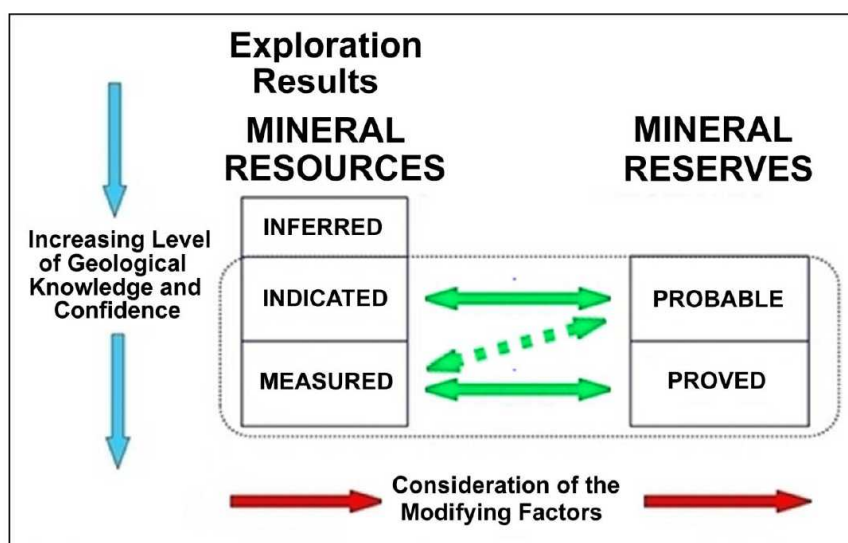 Exploration
Results
MINERAL
RESOURCES
MINERAL
RESERVES
INFERRED
Increasing Level
of Geological
Knowledge and
Confidence
INDICATED
PROBABLE
MEASURED
PROVED
Consideration of the
Modifying Factors